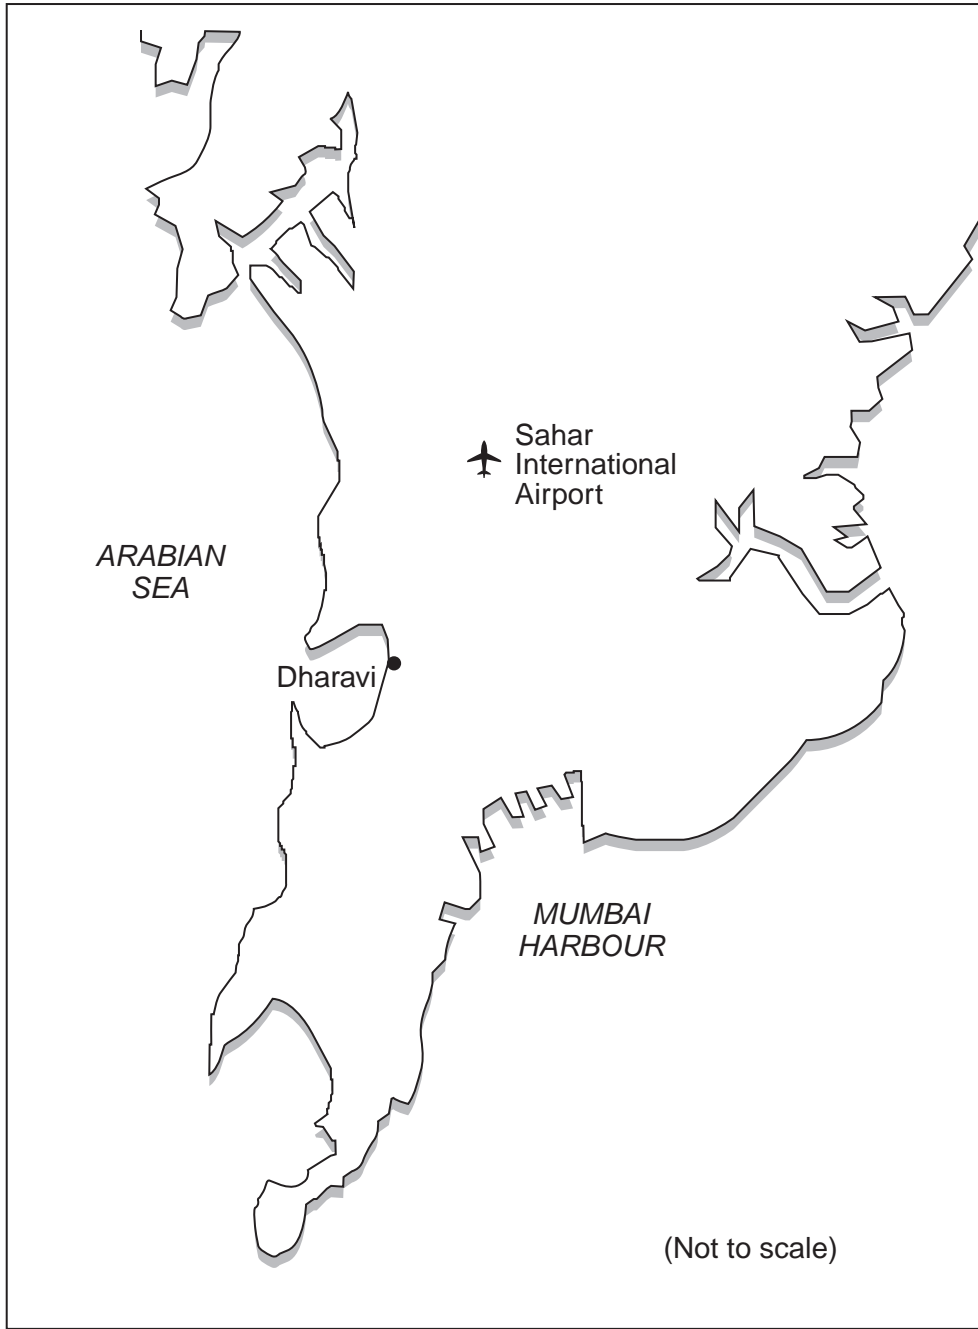 Sahar
International
Airport
ARABIAN
SEA
Dharavi
MUMBAI
HARBOUR
(Not to scale)